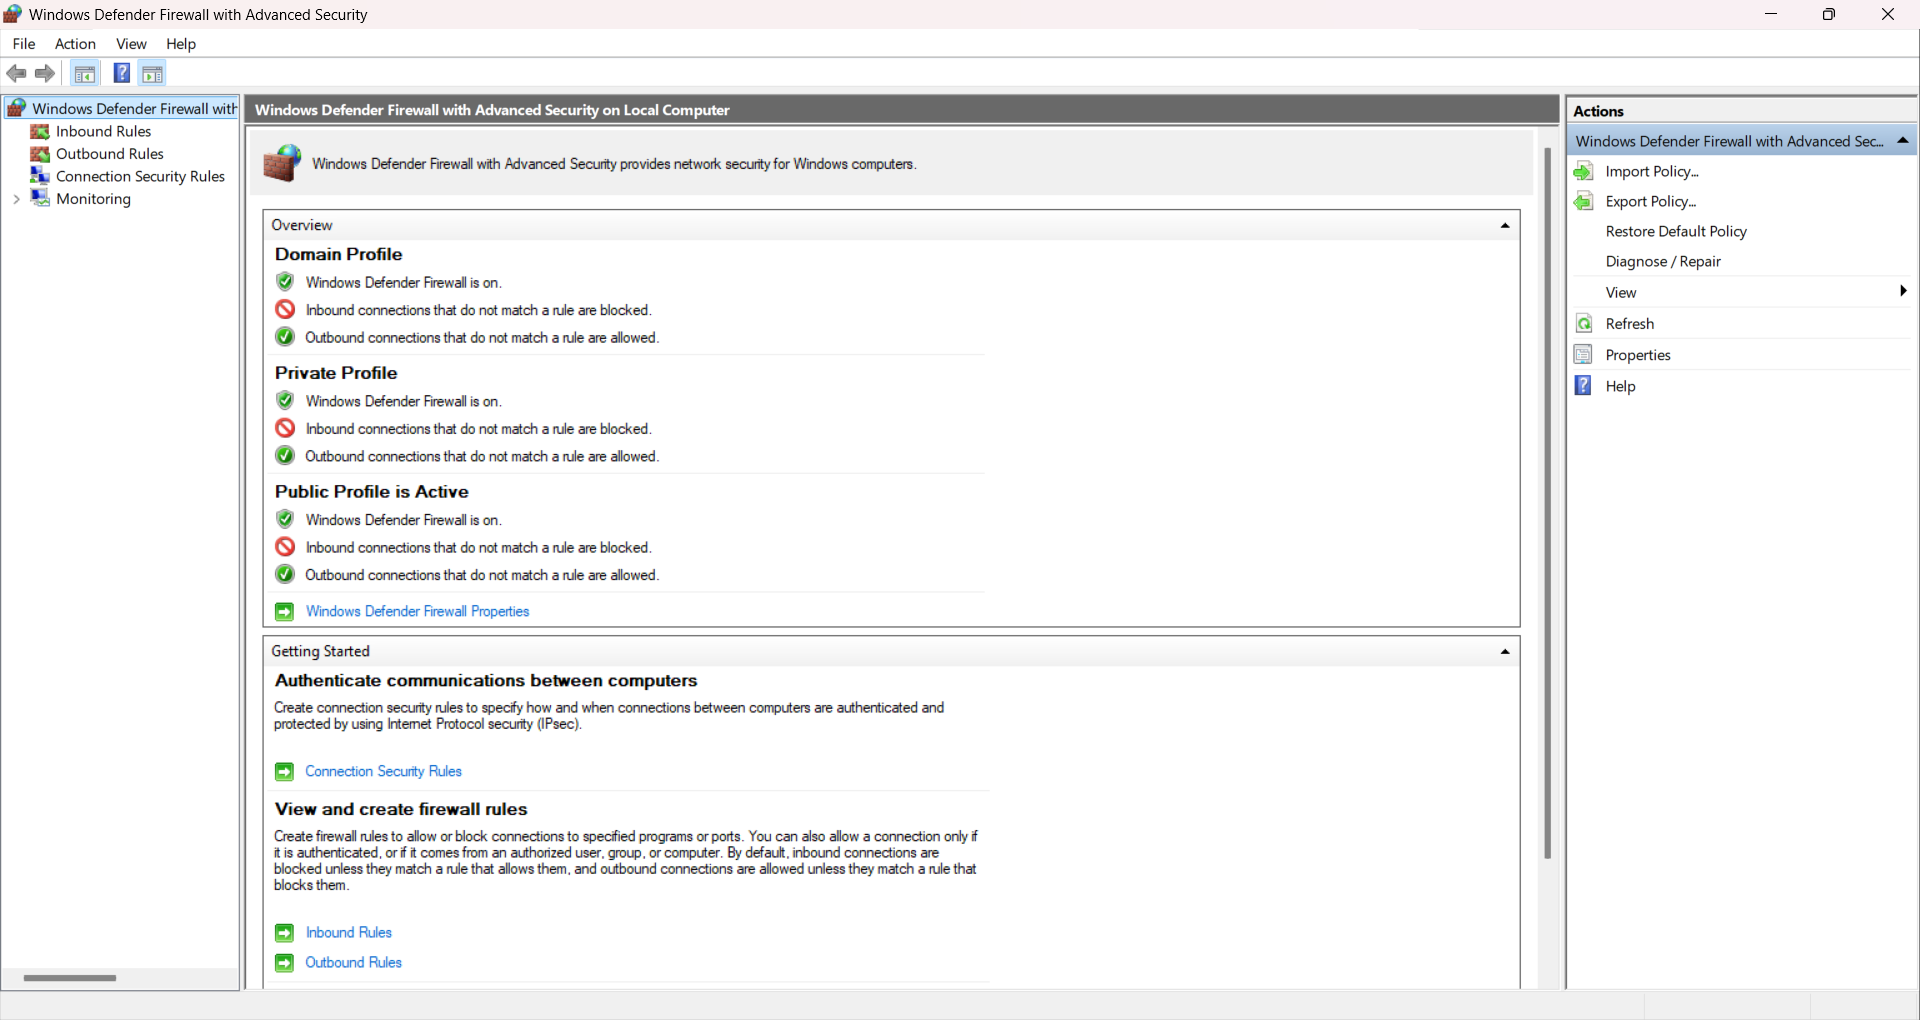 Windows Defender Firewall with Advanced Security
File Action View Help
Windows Defender Firewall with
Inbound Rules
Outbound Rules
Connection Security Rules
Monitoring
Windows Defender Firewall with Advanced Security on Local Computer
Windows Defender Firewall with Advanced Security provides network security for Windows computers.
Overview
Domain Profile
Windows Defender Firewall is on.
Inbound connections that do not match a rule are blocked.
Outbound connections that do not match a rule are allowed.
Private Profile
Windows Defender Firewall is on.
Inbound connections that do not match a rule are blocked.
Outbound connections that do not match a rule are allowed.
Public Profile is Active
Windows Defender Firewall is on.
Inbound connections that do not match a rule are blocked.
Outbound connections that do not match a rule are allowed.
Windows Defender Firewall Properties
Getting Started
Authenticate communications between computers
Create connection security rules to specify how and when connections between computers are authenticated and
protected by using Internet Protocol security (IPsec).
Connection Security Rules
View and create firewall rules
Create firewall rules to allow or block connections to specified programs or ports. You can also allow a connection only if
it is authenticated, or if it comes from an authorized user, group, or computer. By default, inbound connections are
blocked unless they match a rule that allows them, and outbound connections are allowed unless they match a rule that
blocks them.
Inbound Rules
Outbound Rules
Actions
Windows Defender Firewall with Advanced Sec...
Import Policy...
Export Policy...
Restore Default Policy
Diagnose / Repair
View
Refresh
Properties
Help